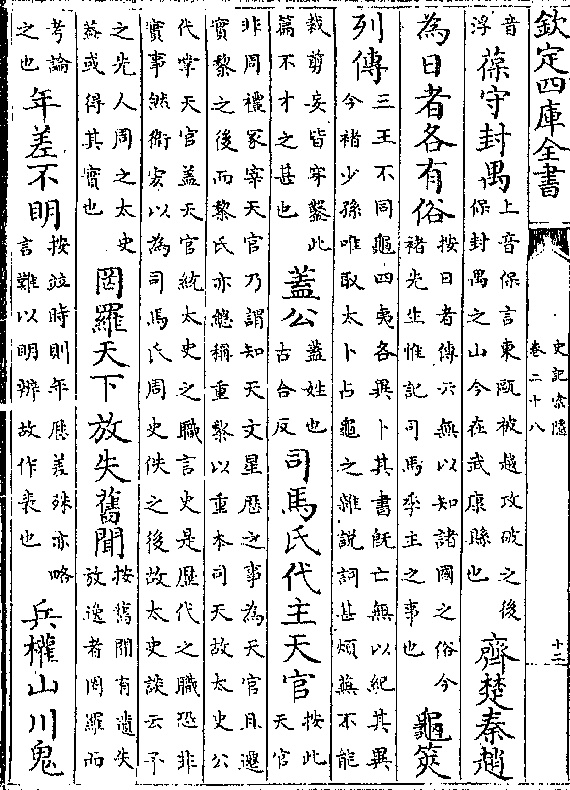 欽定四庫全書
史記索隱
卷二十八
十二
音
浮
葆守封禺
上音保言東甌被越攻破之後
保封禺之山今在武康縣也
齊楚秦趙
為日者各有俗
按日者傳云無以知諸國之俗今
褚先生惟記司馬季主之事也
龜筴
列傳
三王不同龜四夷各異卜其書既亡無以紀其異
今褚少孫唯取太卜占龜之雜説詞甚煩蕪不能
裁剪妄皆穿鑿此
篇不才之甚也
蓋公
蓋姓也
古合反
司馬氏代主天官
按此
天官
非周禮冢宰天官乃謂知天文星歴之事為天官且遷
實黎之後而黎氏亦緫稱重黎以重本司天故太史公
代掌天官蓋天官統太史之職言史是歴代之職恐非
實事然衛宏以為司馬氏周史佚之後故太史談云予
之先人周之太史
蓋或得其實也
罔羅天下放失舊聞
按舊聞有遺失
放逸者罔羅而
考論
之也
年差不明
按竝時則年歴差殊亦略
言難以明辨故作表也
兵權山川鬼